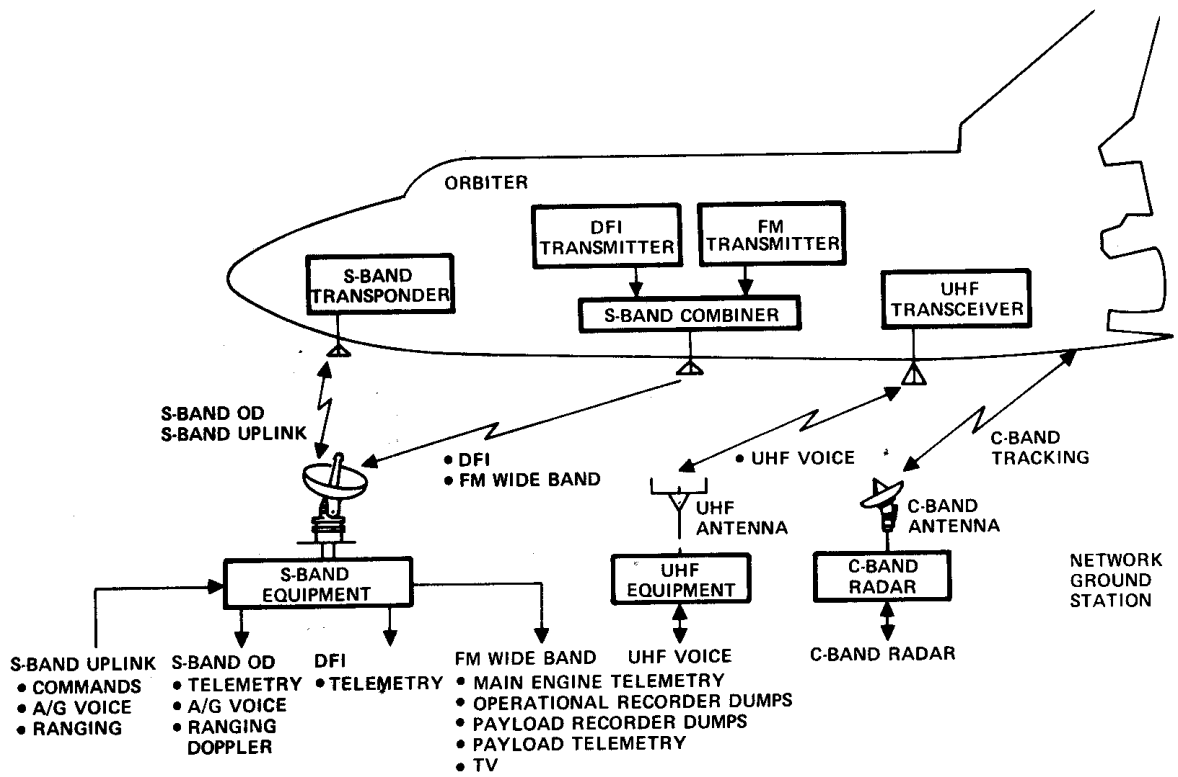 ORBITER
DFI
TRANSMITTER
FM
TRANSMITTER
S-BAND
TRANSPONDER
S-BAND COMBINER
UHF
TRANSCEIVER
S-BAND OD
S-BAND UPLINK
• DFI
• FM WIDE BAND
• UHF VOICE
C-BAND
TRACKING
UHF
ANTENNA
C-BAND
ANTENNA
S-BAND
EQUIPMENT
UHF
EQUIPMENT
C-BAND
RADAR
NETWORK
GROUND
STATION
S-BAND UPLINK
• COMMANDS
• A/G VOICE
• RANGING
S-BAND OD
• TELEMETRY
• A/G VOICE
• RANGING
DOPPLER
DFI
• TELEMETRY
FM WIDE BAND
• MAIN ENGINE TELEMETRY
• OPERATIONAL RECORDER DUMPS
• PAYLOAD RECORDER DUMPS
• PAYLOAD TELEMETRY
• TV
UHF VOICE
C-BAND RADAR